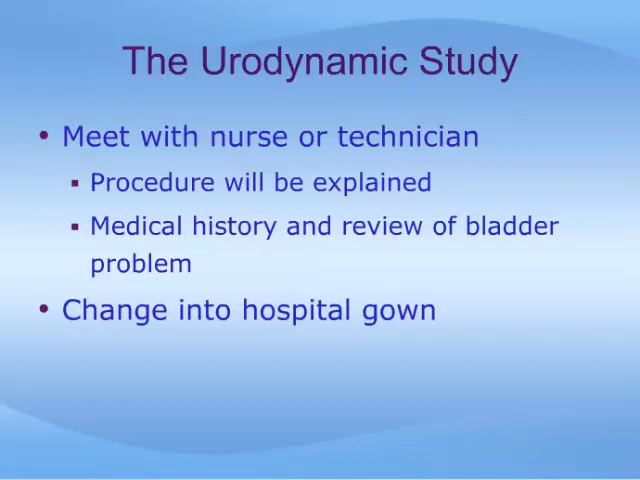 The Urodynamic Study
• Meet with nurse or technician
▪ Procedure will be explained
▪ Medical history and review of bladder
problem
• Change into hospital gown